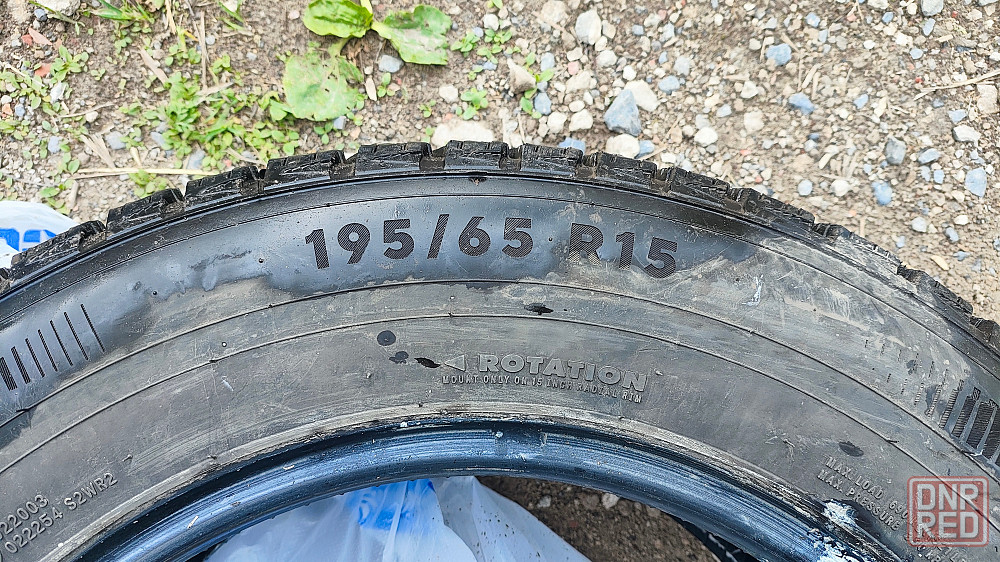 195/65 R15
◄ ROTATION
MOUNT ONLY ON 15 INCH RADIAL RIM
022254 S2WR2
MAX. LOAD
MAX. PRESSURE
DNR
RED